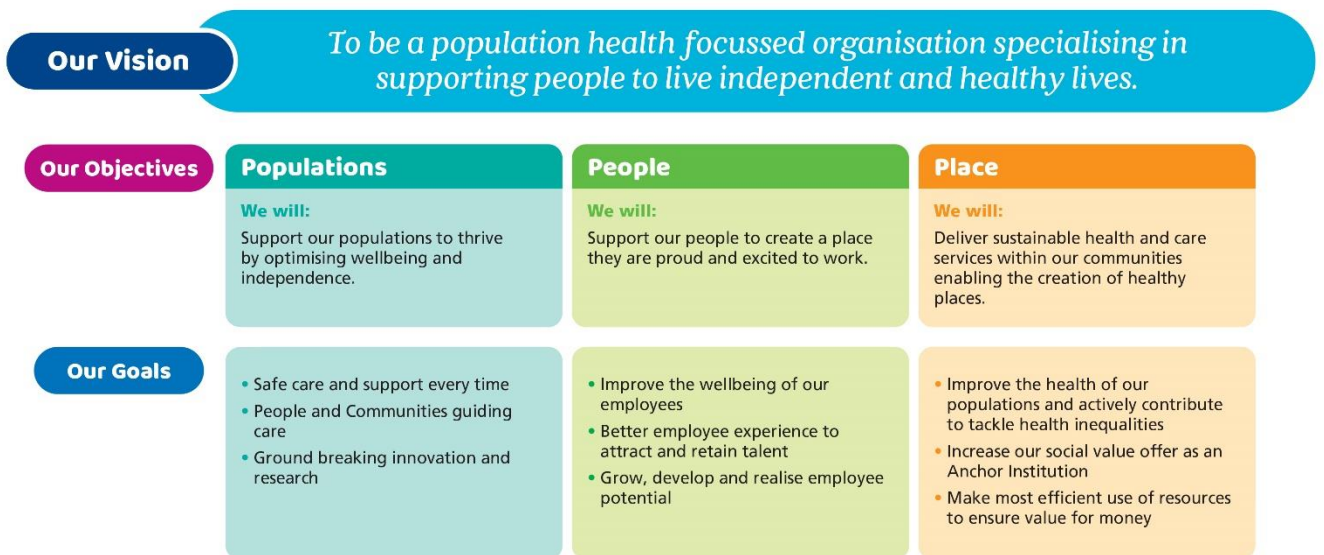 Our Vision
To be a population health focussed organisation specialising in
supporting people to live independent and healthy lives.
Our Objectives
Populations
We will:
Support our populations to thrive
by optimising wellbeing and
independence.
People
We will:
Support our people to create a place
they are proud and excited to work.
Place
We will:
Deliver sustainable health and care
services within our communities
enabling the creation of healthy
places.
Our Goals
• Safe care and support every time
• People and Communities guiding
care
• Ground breaking innovation and
research
• Improve the wellbeing of our
employees
• Better employee experience to
attract and retain talent
• Grow, develop and realise employee
potential
• Improve the health of our
populations and actively contribute
to tackle health inequalities
• Increase our social value offer as an
Anchor Institution
• Make most efficient use of resources
to ensure value for money